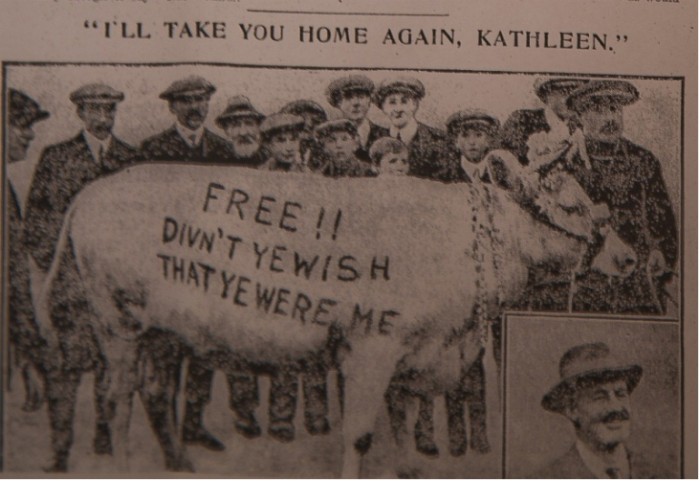 "I'LL TAKE YOU HOME AGAIN, KATHLEEN."
FREE!!
DIVN'T YE WISH
THAT YE WERE ME